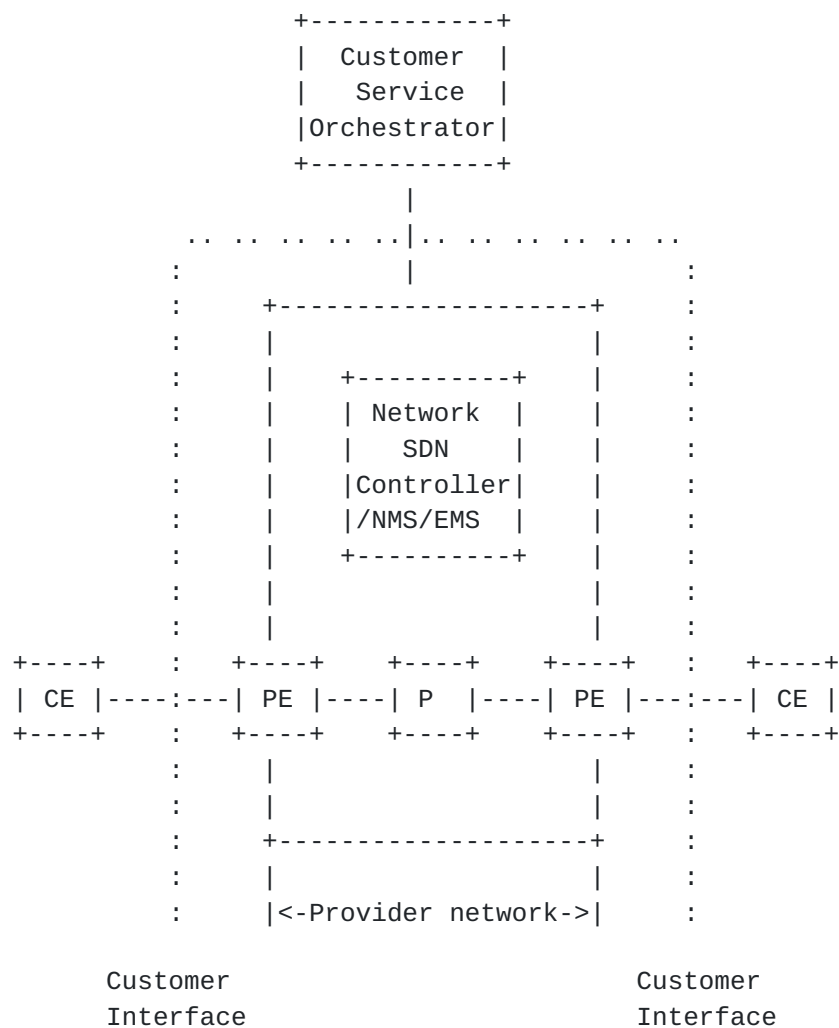 Customer
Service
Orchestrator
Network
SDN
Controller
/NMS/EMS
CE PE P PE CE
<-Provider network->
Customer Customer
Interface Interface